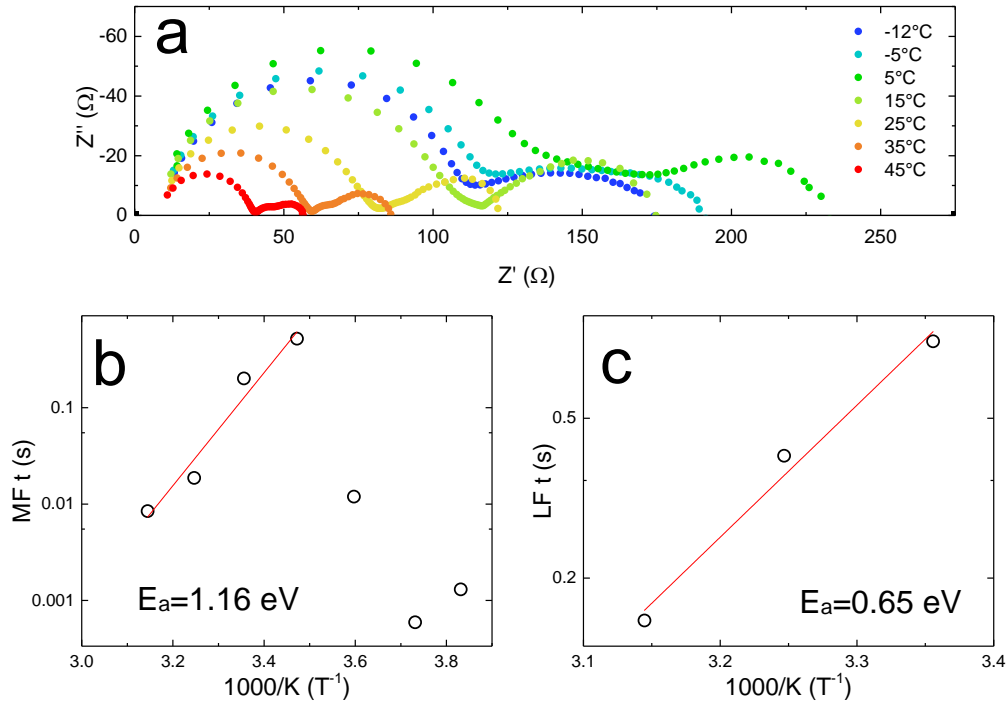 a
-60
-40
-20
0
Z'' (Ω)
0 50 100 150 200 250
Z' (Ω)
-12°C
-5°C
5°C
15°C
25°C
35°C
45°C
b
0.1
0.01
0.001
MF t (s)
Ea=1.16 eV
3.0 3.2 3.4 3.6 3.8
1000/K (T-1)
c
0.5
0.2
LF t (s)
Ea=0.65 eV
3.1 3.2 3.3 3.4
1000/K (T-1)